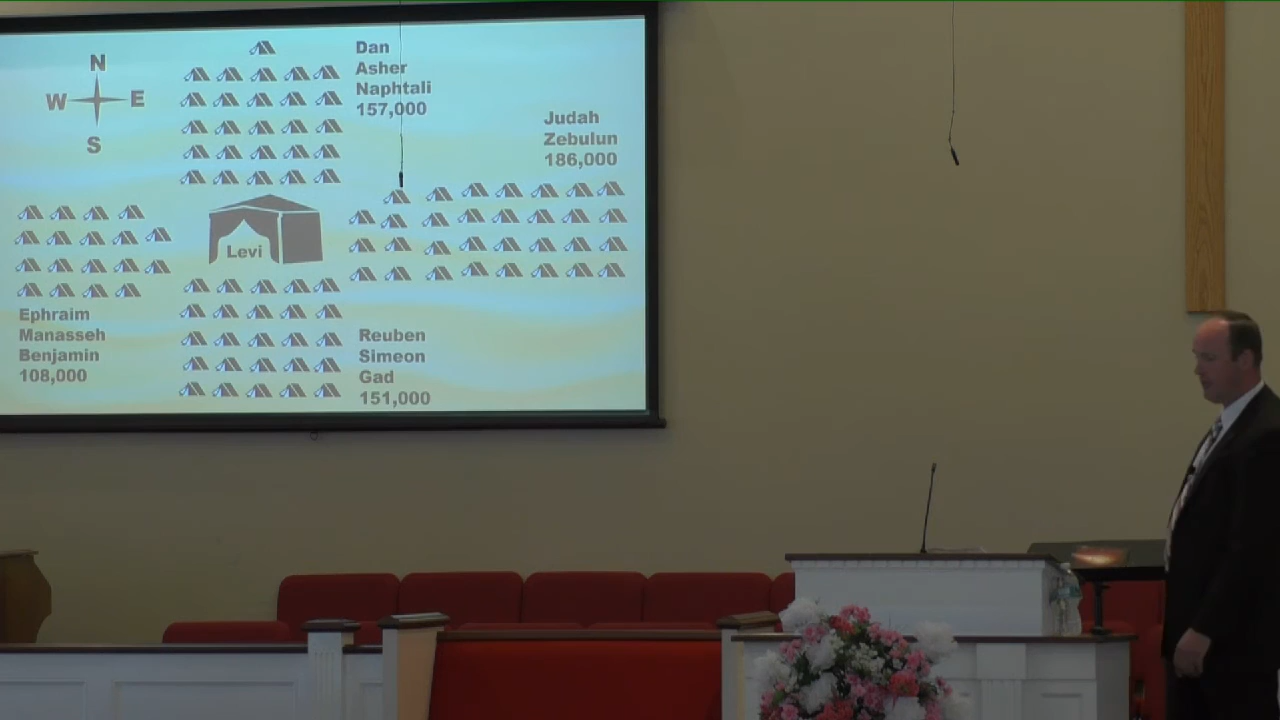 N
W E
S
Dan
Asher
Naphtali
157,000
Judah
Zebulun
186,000
Levi
Ephraim
Manasseh
Benjamin
108,000
Reuben
Simeon
Gad
151,000